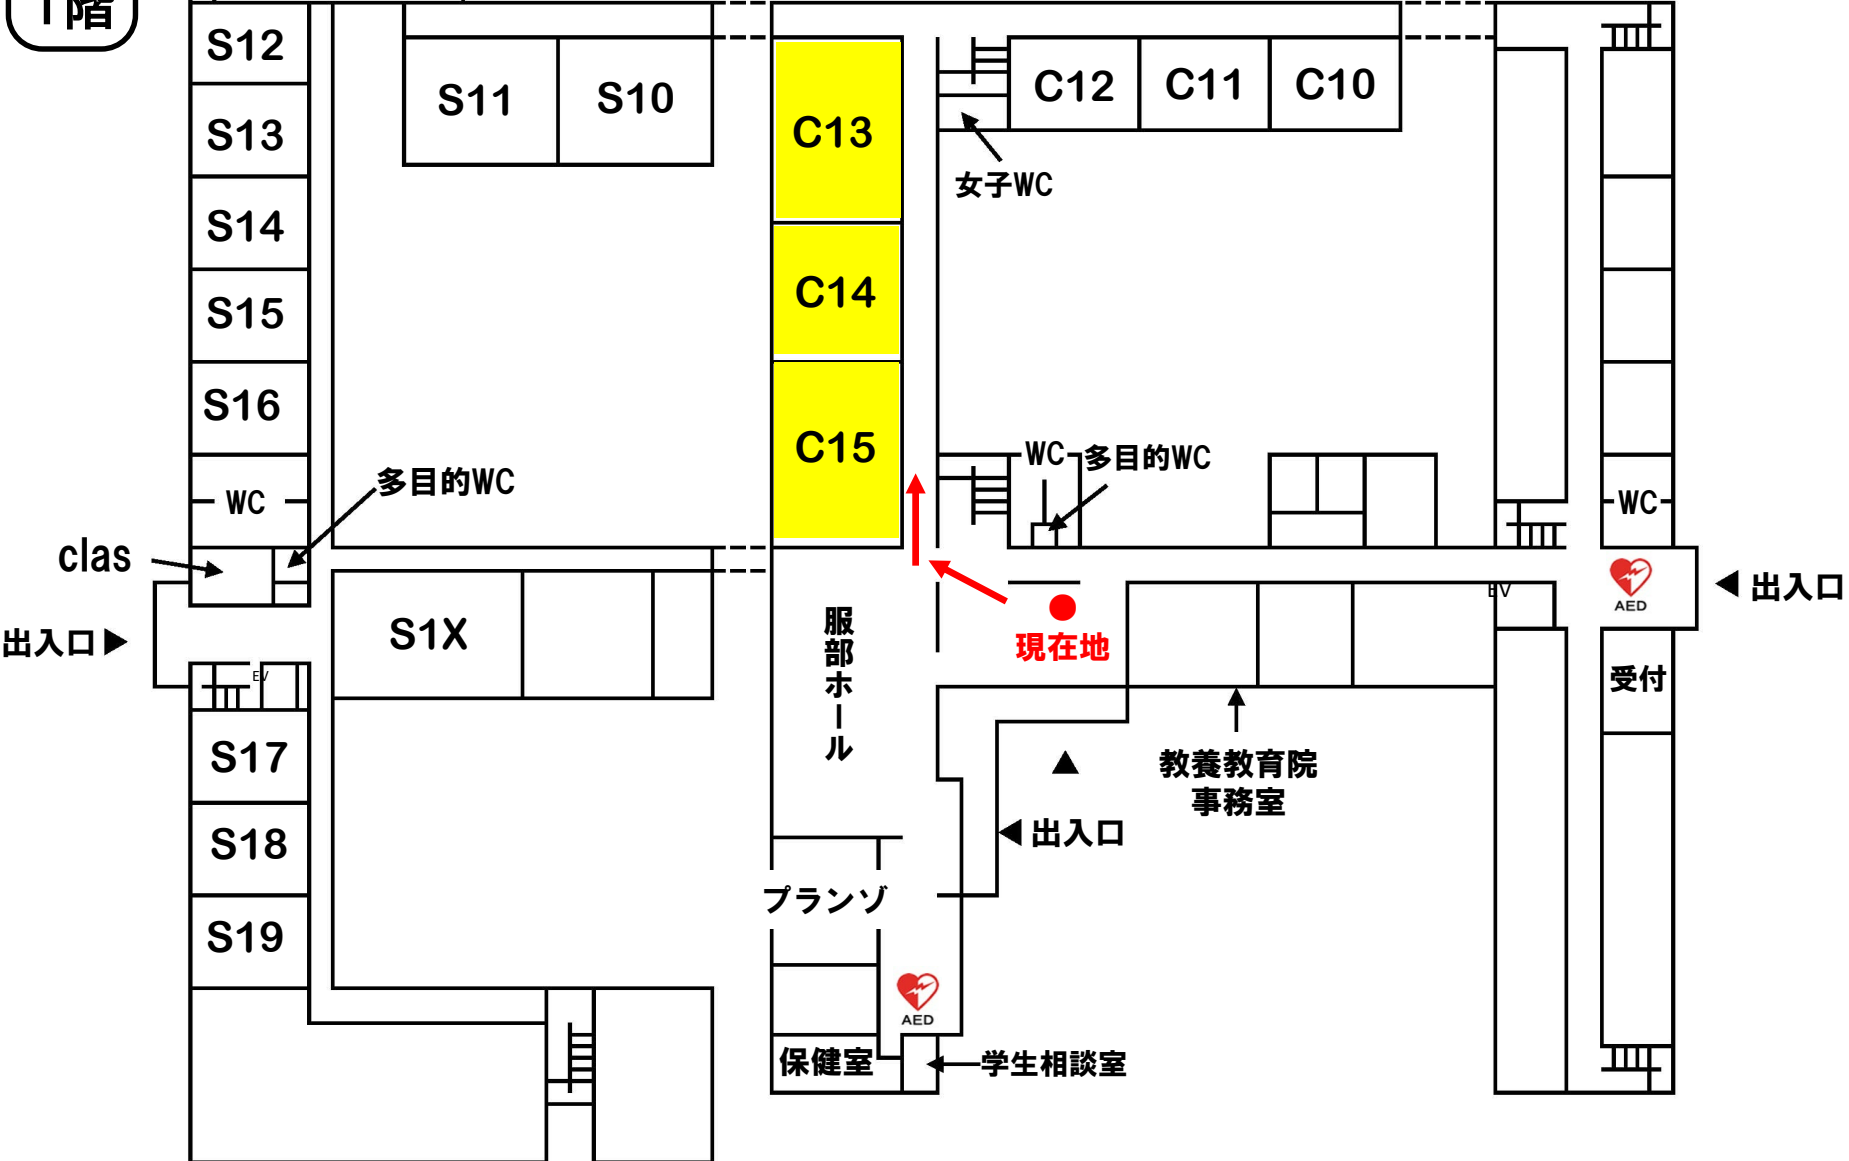 1階
S12
S13
S14
S15
S16
WC
多目的WC
clas
出入口
EV
S17
S18
S19
S11
S10
S1X
C13
C14
C15
服部ホール
プランゾ
AED
保健室
学生相談室
C12
C11
C10
女子WC
WC
多目的WC
現在地
出入口
教養教育院
事務室
EV
WC
AED
出入口
受付